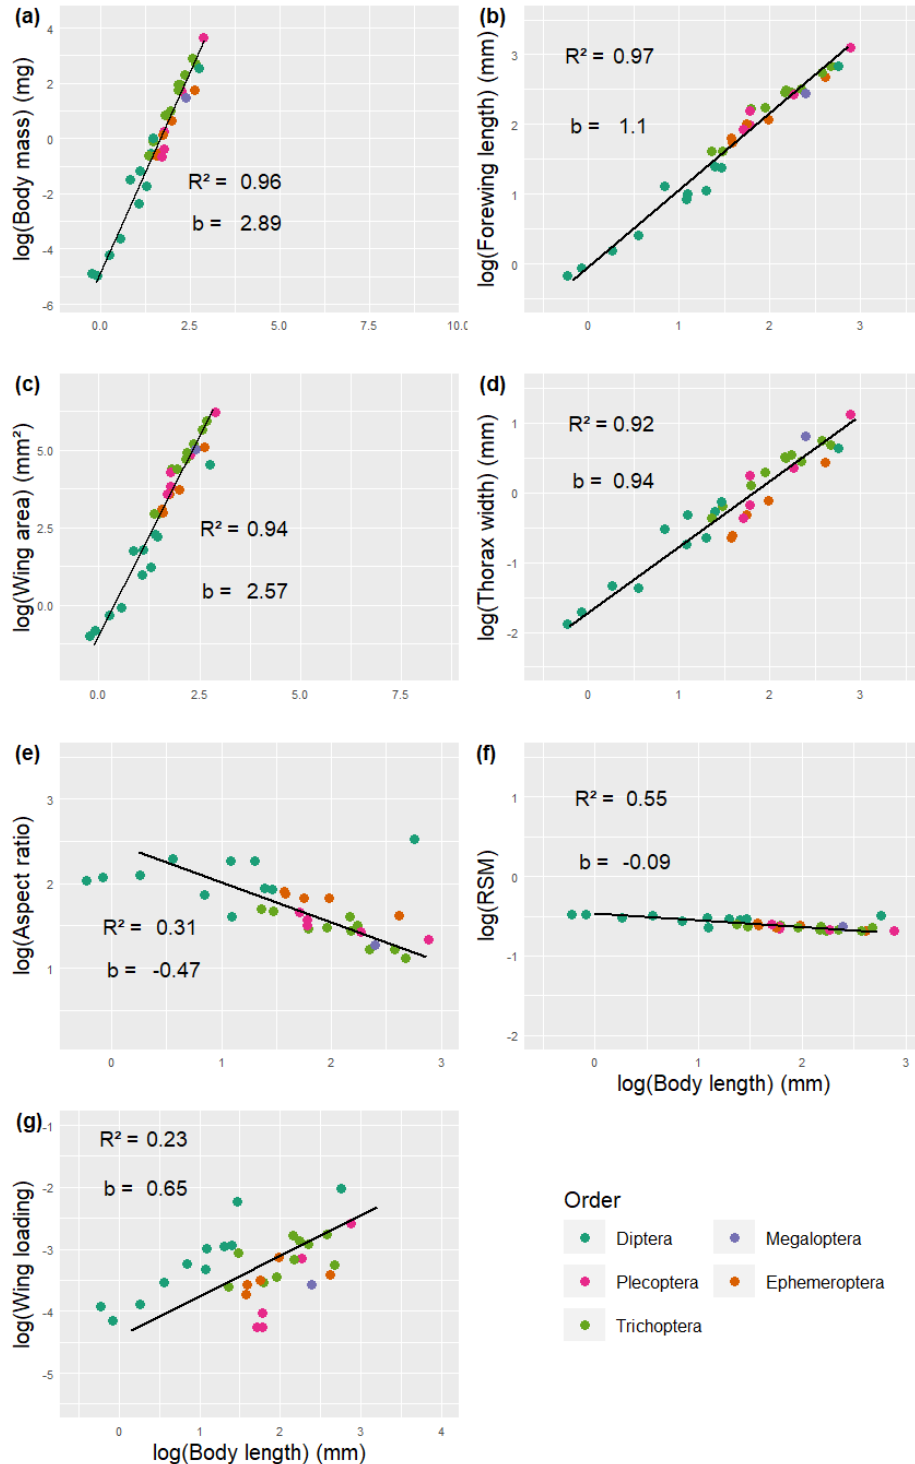 (a)
log(Body mass) (mg)
4
2
0
-2
-4
-6
R² = 0.96
b = 2.89
0.0
2.5
5.0
7.5
10.0
(b)
log(Forewing length) (mm)
3
2
1
0
R² = 0.97
b = 1.1
0
1
2
3
(c)
log(Wing area) (mm²)
5.0
2.5
0.0
R² = 0.94
b = 2.57
0.0
2.5
5.0
7.5
(d)
log(Thorax width) (mm)
1
0
-1
-2
R² = 0.92
b = 0.94
0
1
2
3
(e)
log(Aspect ratio)
3
2
1
R² = 0.31
b = -0.47
0
1
2
3
(f)
log(RSM)
1
0
-1
-2
R² = 0.55
b = -0.09
0
1
2
3
log(Body length) (mm)
(g)
log(Wing loading)
-1
-2
-3
-4
-5
R² = 0.23
b = 0.65
0
1
2
3
4
log(Body length) (mm)
Order
Diptera
Megaloptera
Plecoptera
Ephemeroptera
Trichoptera